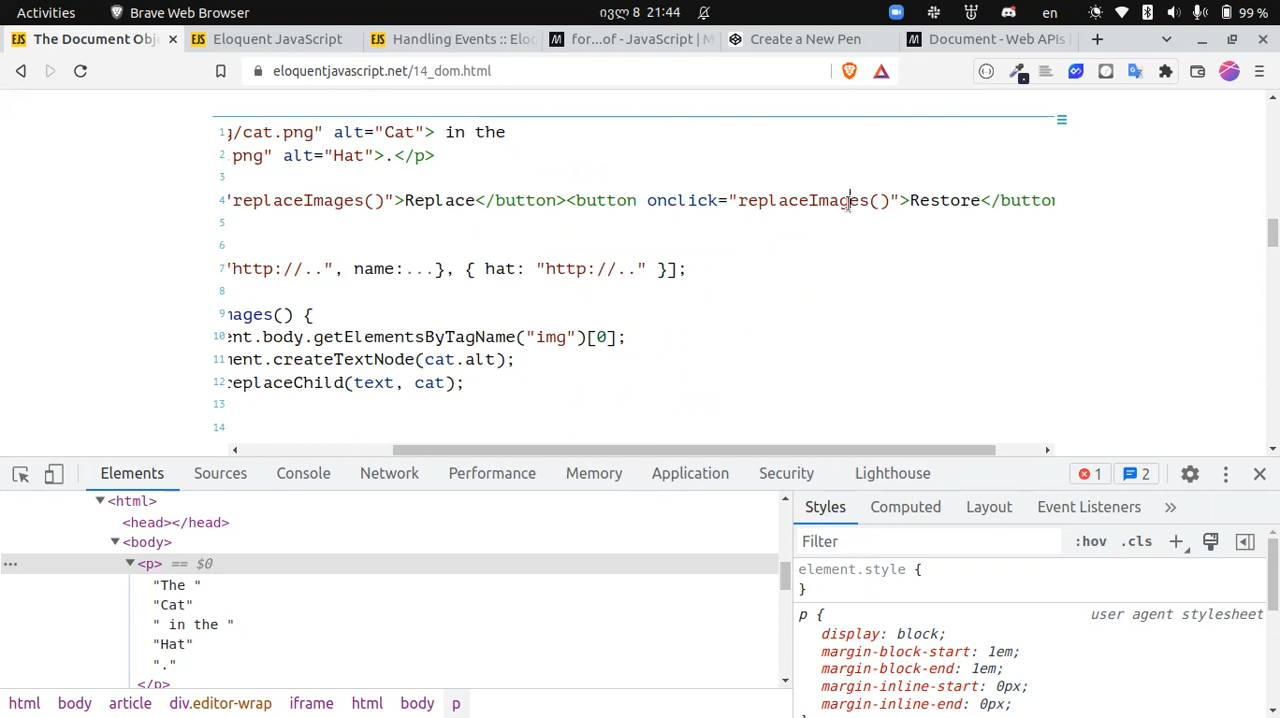 Activities Brave Web Browser ივლ 8 21:44 en 99 %
The Document Obj Eloquent JavaScript Handling Events :: Elo for...of - JavaScript | M Create a New Pen Document - Web APIs |
eloquentjavascript.net/14_dom.html
1 g/cat.png" alt="Cat"> in the
2 .png" alt="Hat">.</p>
3
4 "replaceImages()">Replace</button><button onclick="replaceImages()">Restore</button
5
6
7 "http://..", name:...}, { hat: "http://.." }];
8
9 mages() {
10 ent.body.getElementsByTagName("img")[0];
11 ment.createTextNode(cat.alt);
12 replaceChild(text, cat);
13
14
Elements Sources Console Network Performance Memory Application Security Lighthouse 1 2
<html>
<head></head>
<body>
<p> == $0
"The "
"Cat"
" in the "
"Hat"
"."
</p>
html body article div.editor-wrap iframe html body p
Styles Computed Layout Event Listeners
Filter :hov .cls
element.style {
}
p { user agent stylesheet
display: block;
margin-block-start: 1em;
margin-block-end: 1em;
margin-inline-start: 0px;
margin-inline-end: 0px;